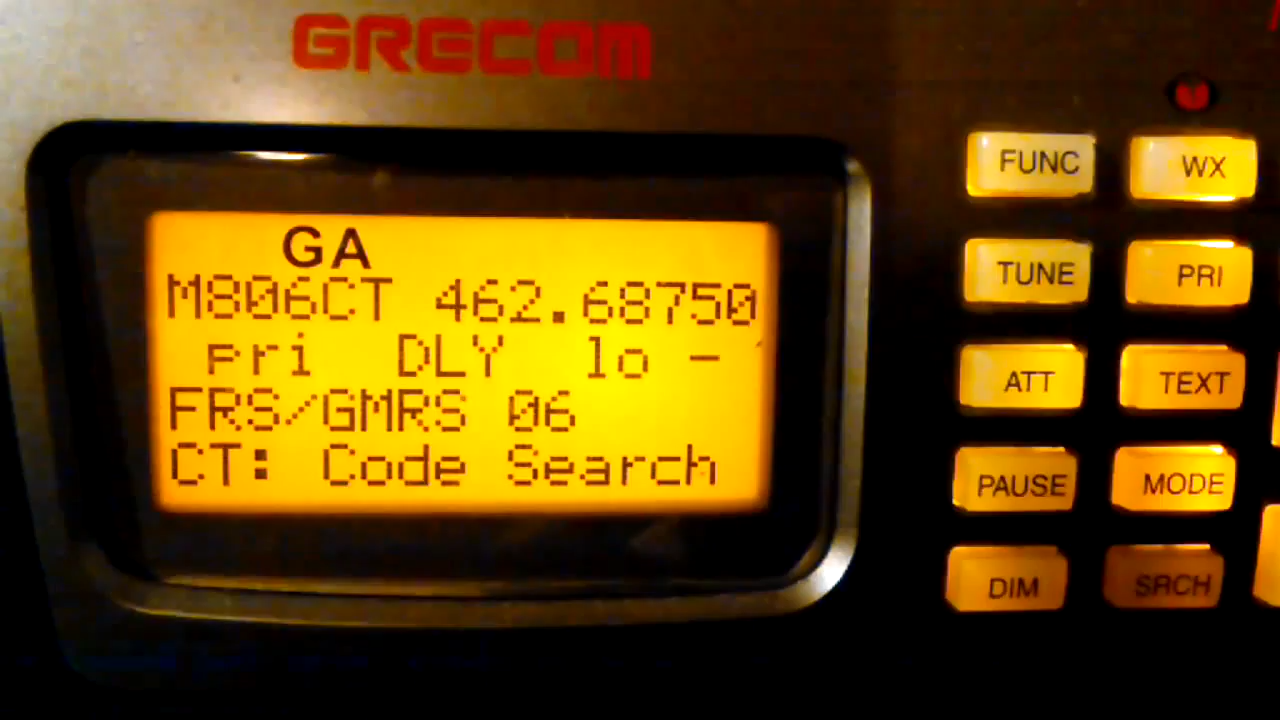 GRECOM
GA
M806CT 462.68750
pri DLY lo -
FRS/GMRS 06
CT: Code Search
FUNC WX
TUNE PRI
ATT TEXT
PAUSE MODE
DIM SRCH